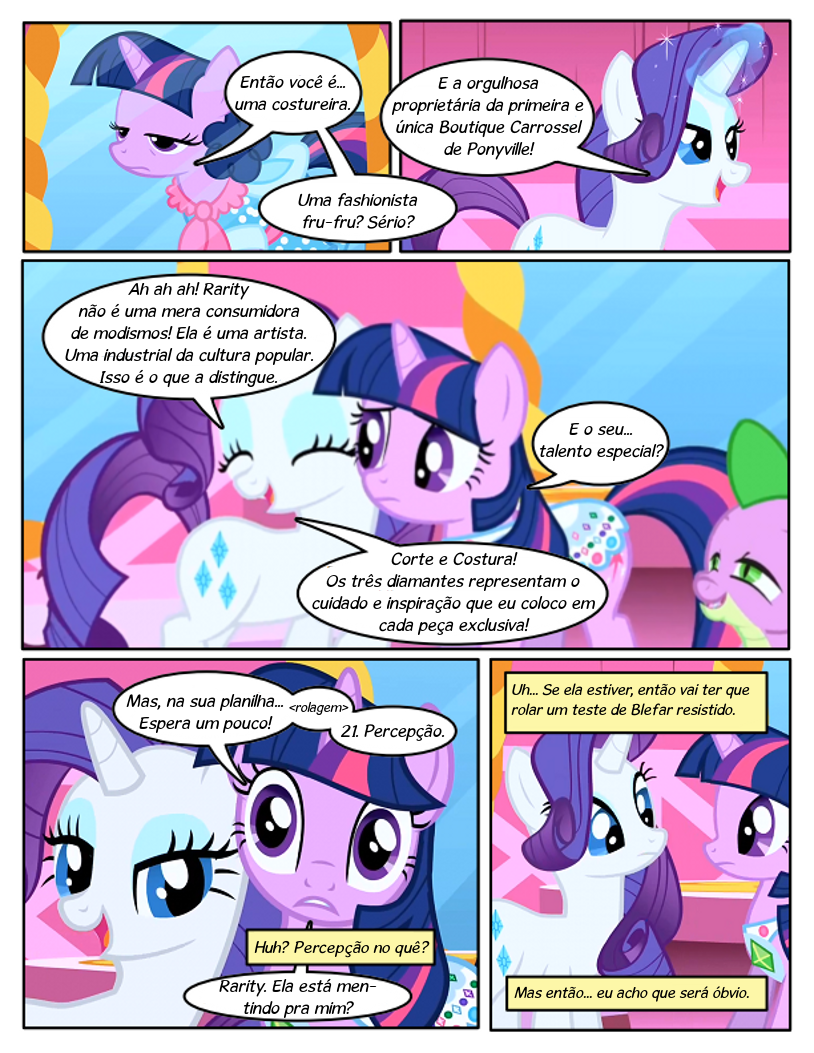 Então você é...
uma costureira.
Uma fashionista
fru-fru? Sério?
E a orgulhosa
proprietária da primeira e
única Boutique Carrossel
de Ponyville!
Ah ah ah! Rarity
não é uma mera consumidora
de modismos! Ela é uma artista.
Uma industrial da cultura popular.
Isso é o que a distingue.
E o seu...
talento especial?
Corte e Costura!
Os três diamantes representam o
cuidado e inspiração que eu coloco em
cada peça exclusiva!
Mas, na sua planilha...
Espera um pouco!
<rolagem>
21. Percepção.
Huh? Percepção no quê?
Rarity. Ela está men-
tindo pra mim?
Uh... Se ela estiver, então vai ter que
rolar um teste de Blefar resistido.
Mas então... eu acho que será óbvio.